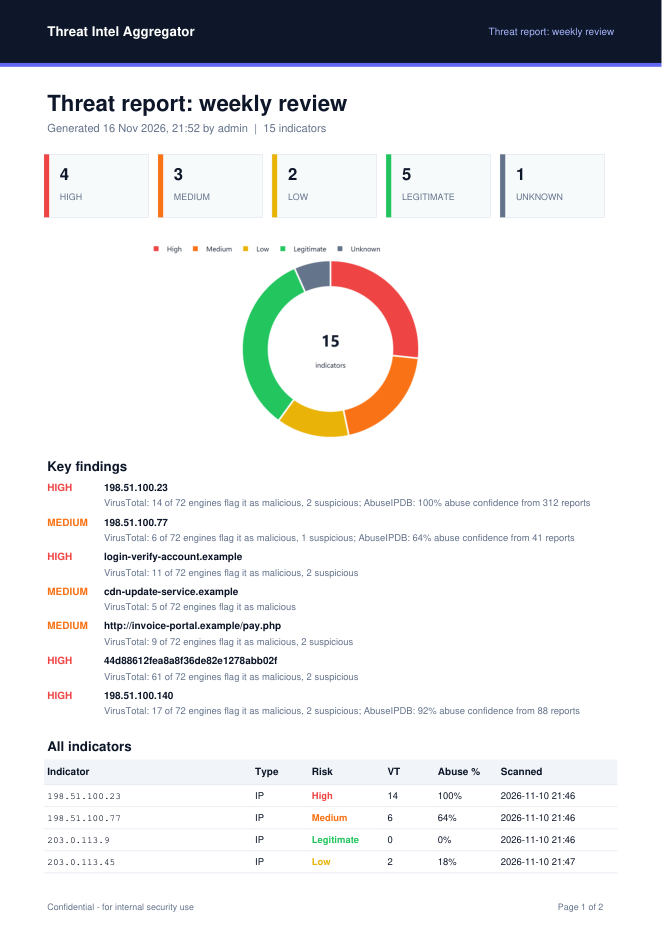 Threat Intel Aggregator
Threat report: weekly review
Threat report: weekly review
Generated 16 Nov 2026, 21:52 by admin | 15 indicators
4 3 2 5 1
HIGH MEDIUM LOW LEGITIMATE UNKNOWN
High Medium Low Legitimate Unknown
15
indicators
Key findings
HIGH 198.51.100.23
VirusTotal: 14 of 72 engines flag it as malicious, 2 suspicious; AbuseIPDB: 100% abuse confidence from 312 reports
MEDIUM 198.51.100.77
VirusTotal: 6 of 72 engines flag it as malicious, 1 suspicious; AbuseIPDB: 64% abuse confidence from 41 reports
HIGH login-verify-account.example
VirusTotal: 11 of 72 engines flag it as malicious, 2 suspicious
MEDIUM cdn-update-service.example
VirusTotal: 5 of 72 engines flag it as malicious
MEDIUM http://invoice-portal.example/pay.php
VirusTotal: 9 of 72 engines flag it as malicious, 2 suspicious
HIGH 44d88612fea8a8f36de82e1278abb02f
VirusTotal: 61 of 72 engines flag it as malicious, 2 suspicious
HIGH 198.51.100.140
VirusTotal: 17 of 72 engines flag it as malicious, 2 suspicious; AbuseIPDB: 92% abuse confidence from 88 reports
All indicators
Indicator Type Risk VT Abuse % Scanned
198.51.100.23 IP High 14 100% 2026-11-10 21:46
198.51.100.77 IP Medium 6 64% 2026-11-10 21:46
203.0.113.9 IP Legitimate 0 0% 2026-11-10 21:46
203.0.113.45 IP Low 2 18% 2026-11-10 21:47
Confidential - for internal security use
Page 1 of 2